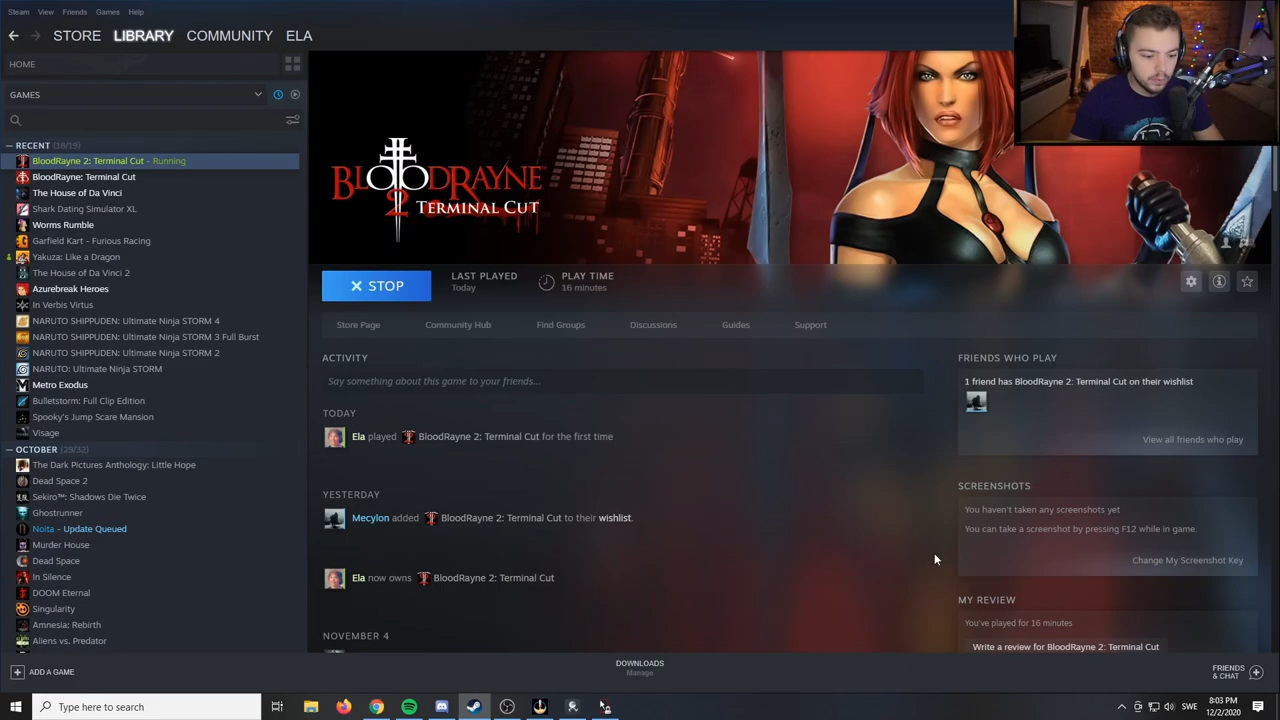 Steam View Friends Games Help
STORE LIBRARY COMMUNITY ELA
HOME
GAMES
RECENT (18/19)
BloodRayne 2: Terminal Cut - Running
BloodRayne: Terminal Cut
The House of Da Vinci
Shark Dating Simulator XL
Worms Rumble
Garfield Kart - Furious Racing
Yakuza: Like a Dragon
The House of Da Vinci 2
Azurebreak Heroes
In Verbis Virtus
NARUTO SHIPPUDEN: Ultimate Ninja STORM 4
NARUTO SHIPPUDEN: Ultimate Ninja STORM 3 Full Burst
NARUTO SHIPPUDEN: Ultimate Ninja STORM 2
NARUTO: Ultimate Ninja STORM
Metro Exodus
Bulletstorm: Full Clip Edition
Spooky's Jump Scare Mansion
Visage
OCTOBER (29/32)
The Dark Pictures Anthology: Little Hope
Dead Space 2
Sekiro™: Shadows Die Twice
Ghostrunner
Noita - Update Queued
Murder House
Dead Space
In Silence
DOOM Eternal
Singularity
Amnesia: Rebirth
Aliens vs. Predator
ADD A GAME
BLOODRAYNE
2 TERMINAL CUT
STOP
LAST PLAYED
Today
PLAY TIME
16 minutes
Store Page Community Hub Find Groups Discussions Guides Support
ACTIVITY
Say something about this game to your friends...
TODAY
Ela played BloodRayne 2: Terminal Cut for the first time
YESTERDAY
Mecylon added BloodRayne 2: Terminal Cut to their wishlist.
Ela now owns BloodRayne 2: Terminal Cut
NOVEMBER 4
FRIENDS WHO PLAY
1 friend has BloodRayne 2: Terminal Cut on their wishlist
View all friends who play
SCREENSHOTS
You haven't taken any screenshots yet
You can take a screenshot by pressing F12 while in game.
Change My Screenshot Key
MY REVIEW
You've played for 16 minutes
Write a review for BloodRayne 2: Terminal Cut
DOWNLOADS
Manage
FRIENDS
& CHAT
Type here to search
SWE
8:03 PM
12/2/2020